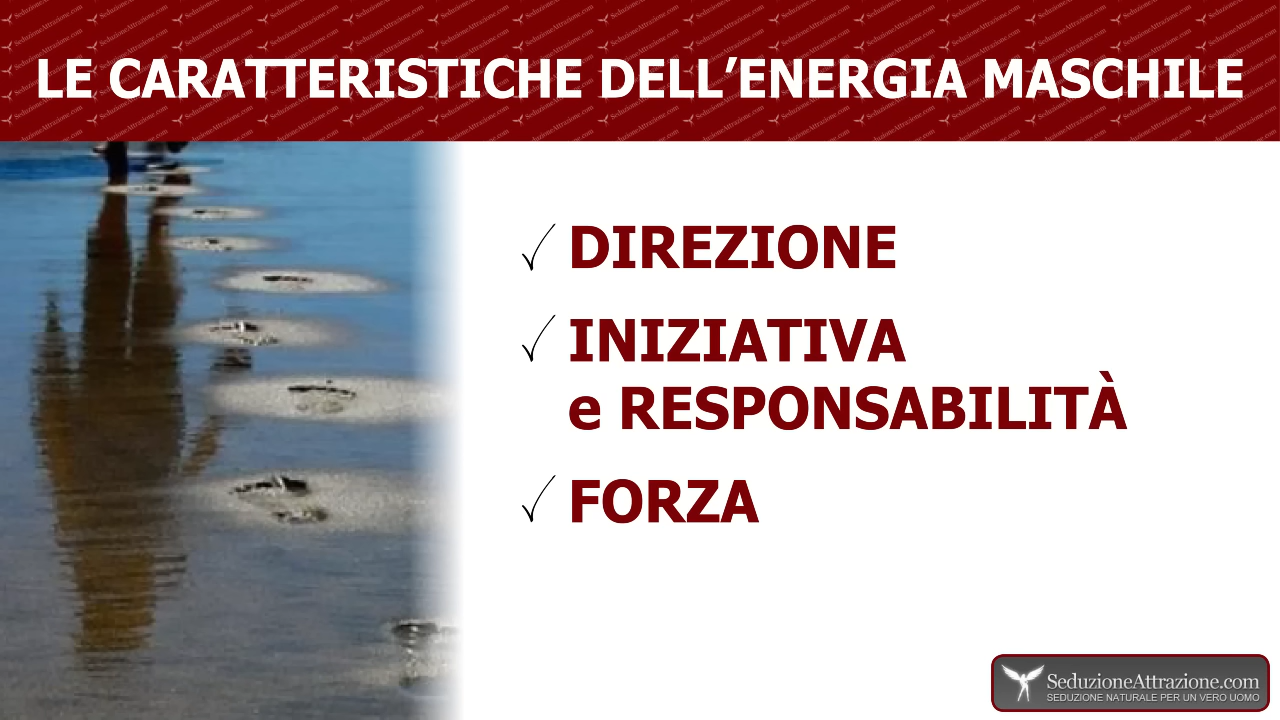 LE CARATTERISTICHE DELL'ENERGIA MASCHILE
DIREZIONE
INIZIATIVA
e RESPONSABILITÀ
FORZA
SeduzioneAttrazione.com
SEDUZIONE NATURALE PER UN VERO UOMO